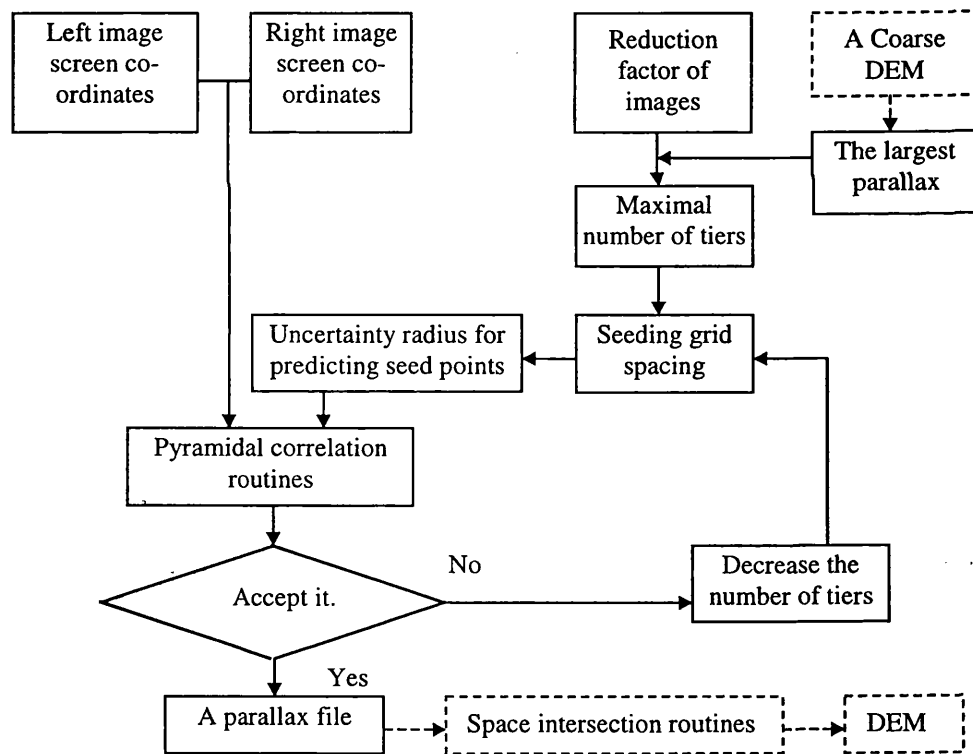 Left image
screen co-
ordinates
Right image
screen co-
ordinates
Reduction
factor of
images
A Coarse
DEM
The largest
parallax
Maximal
number of tiers
Uncertainty radius for
predicting seed points
Seeding grid
spacing
Pyramidal correlation
routines
Accept it.
No
Decrease the
number of tiers
Yes
A parallax file
Space intersection routines
DEM